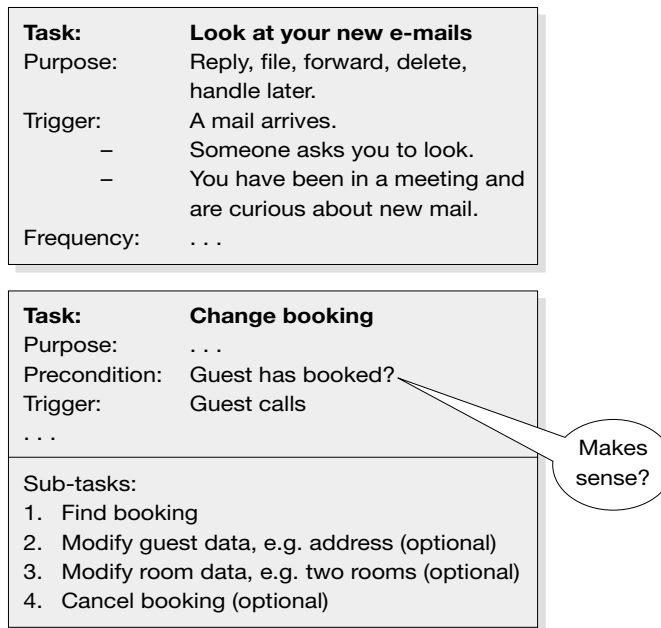 Task: Look at your new e-mails
Purpose: Reply, file, forward, delete,
handle later.
Trigger: A mail arrives.
– Someone asks you to look.
– You have been in a meeting and
are curious about new mail.
Frequency: . . .
Task: Change booking
Purpose: . . .
Precondition: Guest has booked?
Trigger: Guest calls
. . .
Makes
sense?
Sub-tasks:
1. Find booking
2. Modify guest data, e.g. address (optional)
3. Modify room data, e.g. two rooms (optional)
4. Cancel booking (optional)